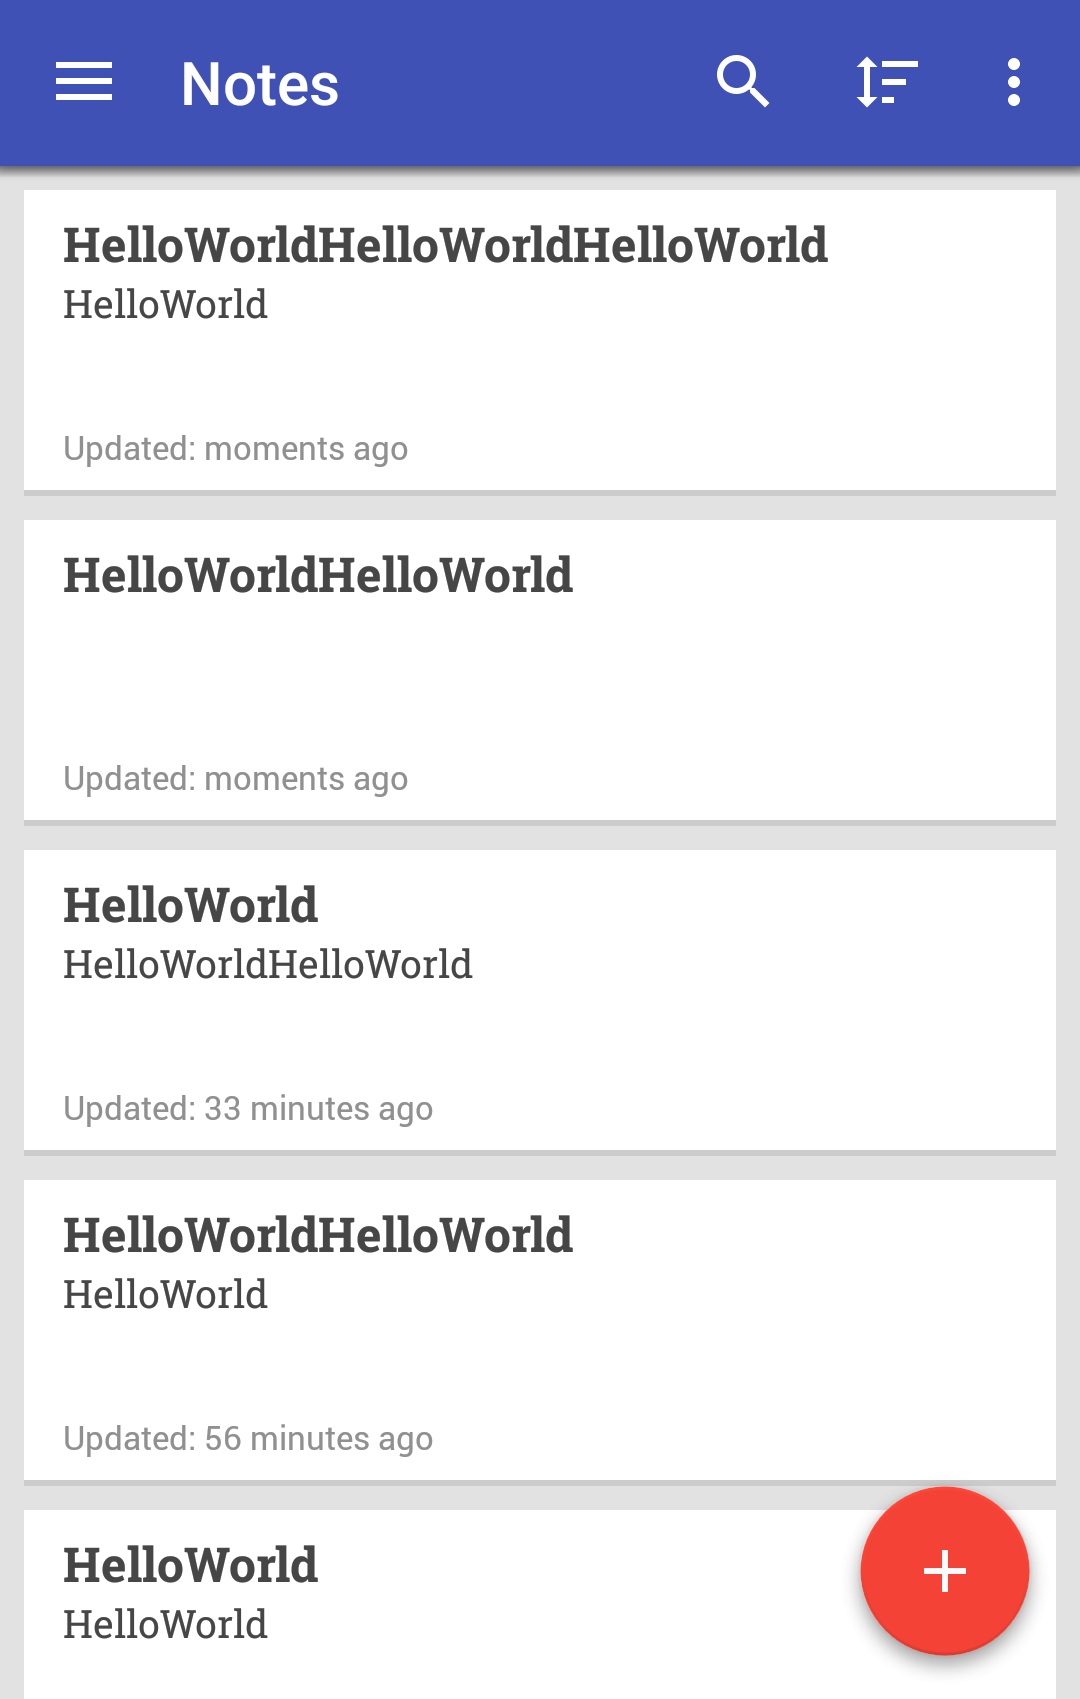 Notes
HelloWorldHelloWorldHelloWorld
HelloWorld
Updated: moments ago
HelloWorldHelloWorld
Updated: moments ago
HelloWorld
HelloWorldHelloWorld
Updated: 33 minutes ago
HelloWorldHelloWorld
HelloWorld
Updated: 56 minutes ago
HelloWorld
HelloWorld